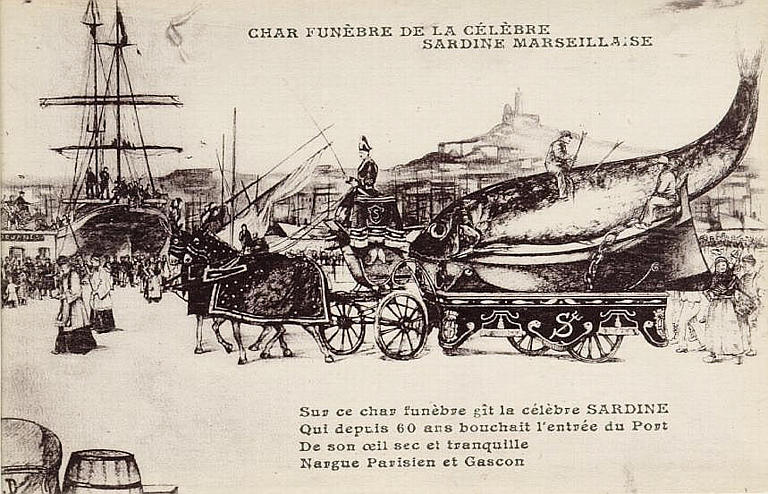 CHAR FUNÈBRE DE LA CÉLÈBRE
SARDINE MARSEILLAISE
Sur ce char funèbre gît la célèbre SARDINE
Qui depuis 60 ans bouchait l'entrée du Port
De son œil sec et tranquille
Nargue Parisien et Gascon